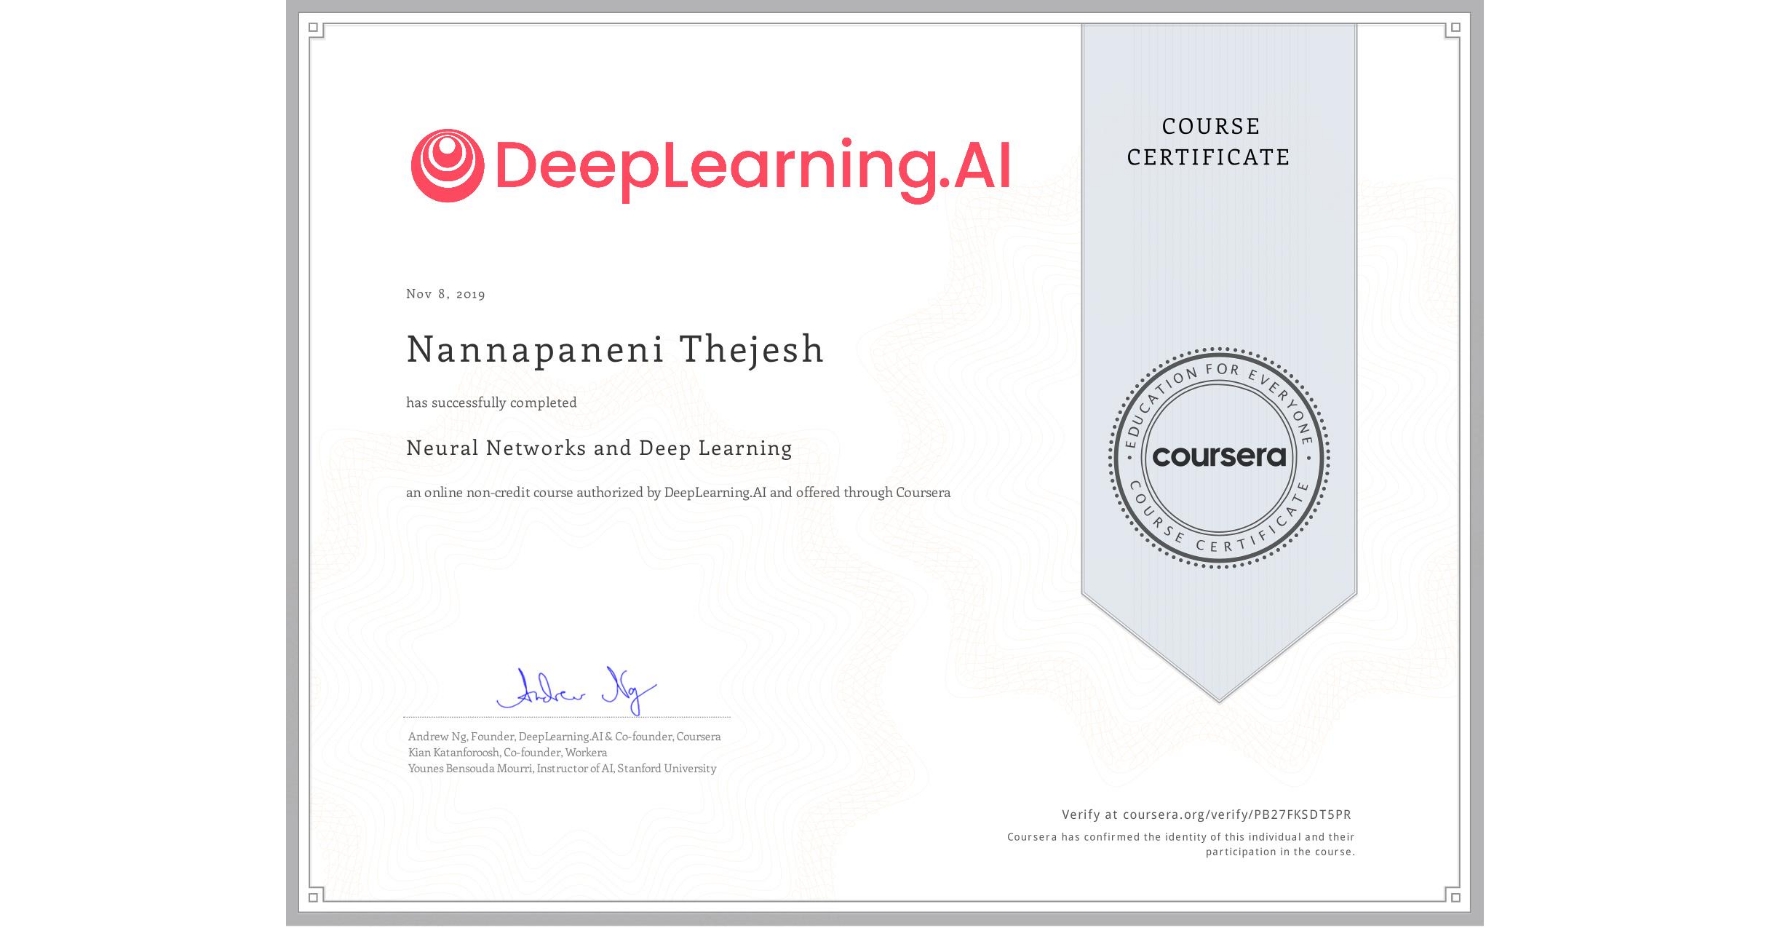 DeepLearning.AI
COURSE
CERTIFICATE
Nov 8, 2019
Nannapaneni Thejesh
has successfully completed
Neural Networks and Deep Learning
an online non-credit course authorized by DeepLearning.AI and offered through Coursera
EDUCATION FOR EVERYONE
coursera
COURSE CERTIFICATE
Andrew Ng
Andrew Ng, Founder, DeepLearning.AI & Co-founder, Coursera
Kian Katanforoosh, Co-founder, Workera
Younes Bensouda Mourri, Instructor of AI, Stanford University
Verify at coursera.org/verify/PB27FKSDT5PR
Coursera has confirmed the identity of this individual and their
participation in the course.